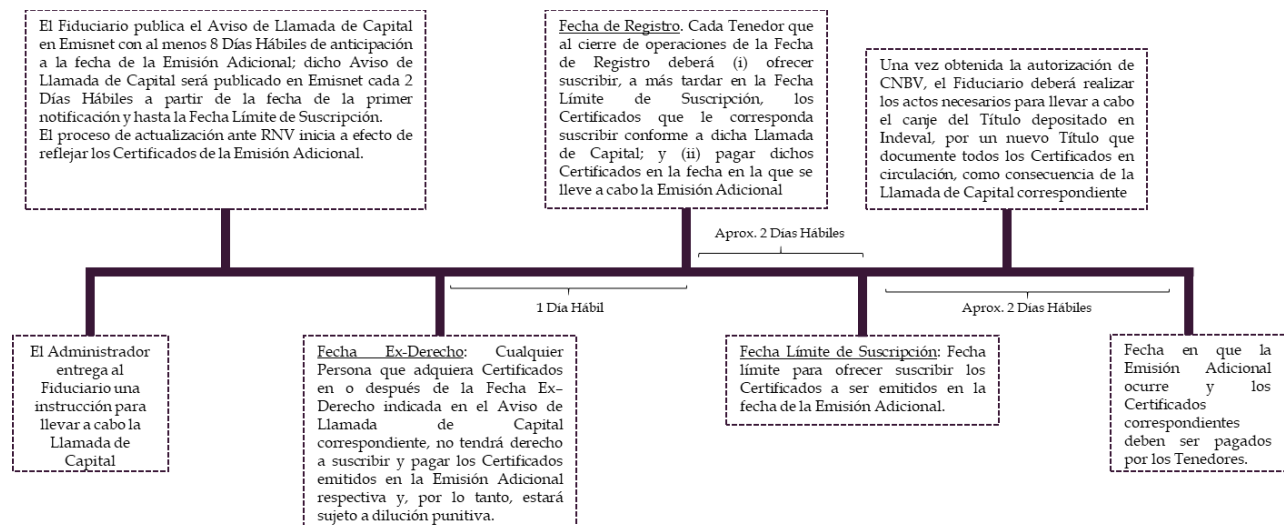 El Fiduciario publica el Aviso de Llamada de Capital
en Emisnet con al menos 8 Días Hábiles de anticipación
a la fecha de la Emisión Adicional; dicho Aviso de
Llamada de Capital será publicado en Emisnet cada 2
Días Hábiles a partir de la fecha de la primer
notificación y hasta la Fecha Límite de Suscripción.
El proceso de actualización ante RNV inicia a efecto de
reflejar los Certificados de la Emisión Adicional.
Fecha de Registro. Cada Tenedor que
al cierre de operaciones de la Fecha
de Registro deberá (i) ofrecer
suscribir, a más tardar en la Fecha
Límite de Suscripción, los
Certificados que le corresponda
suscribir conforme a dicha Llamada
de Capital; y (ii) pagar dichos
Certificados en la fecha en la que se
lleve a cabo la Emisión Adicional
Una vez obtenida la autorización de
CNBV, el Fiduciario deberá realizar
los actos necesarios para llevar a cabo
el canje del Título depositado en
Indeval, por un nuevo Título que
documente todos los Certificados en
circulación, como consecuencia de la
Llamada de Capital correspondiente
Aprox. 2 Días Hábiles
1 Día Hábil
Aprox. 2 Días Hábiles
El Administrador
entrega al
Fiduciario una
instrucción para
llevar a cabo la
Llamada de
Capital
Fecha Ex-Derecho: Cualquier
Persona que adquiera Certificados
en o después de la Fecha Ex–
Derecho indicada en el Aviso de
Llamada de Capital
correspondiente, no tendrá derecho
a suscribir y pagar los Certificados
emitidos en la Emisión Adicional
respectiva y, por lo tanto, estará
sujeto a dilución punitiva.
Fecha Límite de Suscripción: Fecha
límite para ofrecer suscribir los
Certificados a ser emitidos en la
fecha de la Emisión Adicional.
Fecha en que la
Emisión Adicional
ocurre y los
Certificados
correspondientes
deben ser pagados
por los Tenedores.